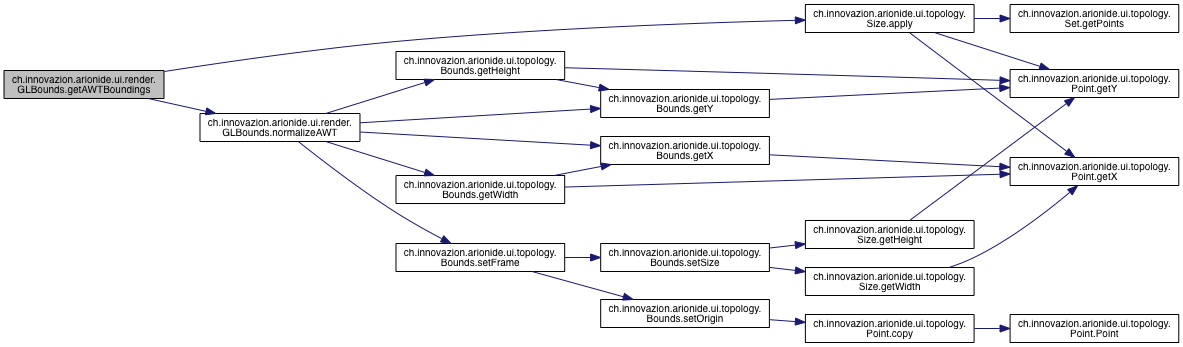 ch.innovazion.arionide.ui.render.
GLBounds.getAWTBoundings
ch.innovazion.arionide.ui.render.
GLBounds.normalizeAWT
ch.innovazion.arionide.ui.topology.
Bounds.getHeight
ch.innovazion.arionide.ui.topology.
Bounds.getWidth
ch.innovazion.arionide.ui.topology.
Bounds.setFrame
ch.innovazion.arionide.ui.topology.
Bounds.getY
ch.innovazion.arionide.ui.topology.
Bounds.getX
ch.innovazion.arionide.ui.topology.
Bounds.setSize
ch.innovazion.arionide.ui.topology.
Bounds.setOrigin
ch.innovazion.arionide.ui.topology.
Size.apply
ch.innovazion.arionide.ui.topology.
Size.getHeight
ch.innovazion.arionide.ui.topology.
Size.getWidth
ch.innovazion.arionide.ui.topology.
Point.copy
ch.innovazion.arionide.ui.topology.
Set.getPoints
ch.innovazion.arionide.ui.topology.
Point.getY
ch.innovazion.arionide.ui.topology.
Point.getX
ch.innovazion.arionide.ui.topology.
Point.Point